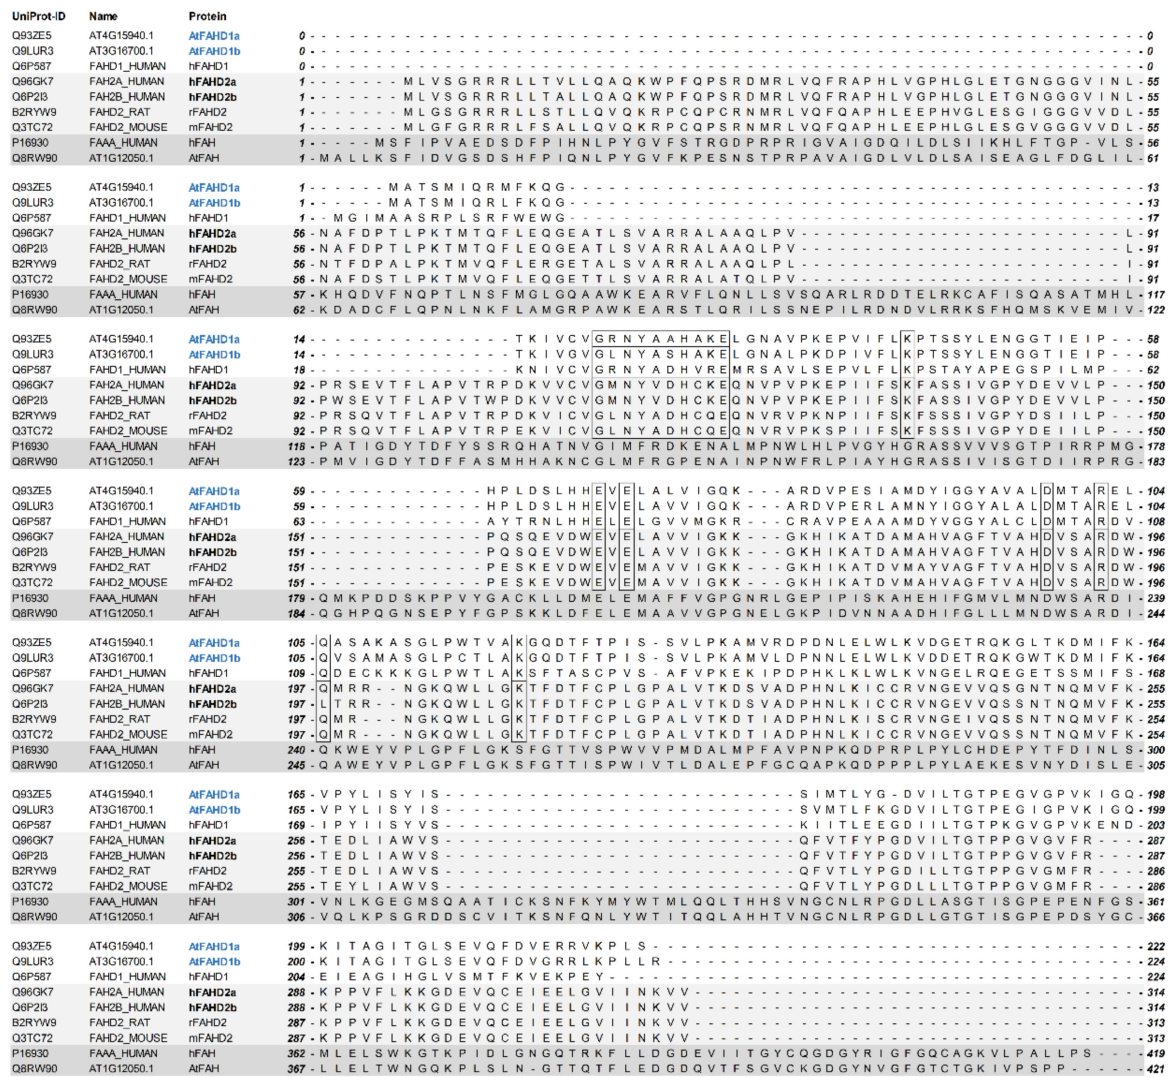 UniProt-ID Name Protein
Q93ZE5 AT4G15940.1 AtFAHD1a 0 - ------------------------------------------------------------- - 0
Q9LUR3 AT3G16700.1 AtFAHD1b 0 - ------------------------------------------------------------- - 0
Q6P587 FAHD1_HUMAN hFAHD1 0 - ------------------------------------------------------------- - 0
Q96GK7 FAH2A_HUMAN hFAHD2a 1 - ------MLVSGRRRLLTVLLQAQKWPFQPSRDMRLVQFRAPHLVGPHLGLETGNGGGVINL - 55
Q6P2I3 FAH2B_HUMAN hFAHD2b 1 - ------MLVSGRRRLLTALLQAQKWPFQPSRDMRLVQFRAPHLVGPHLGLETGNGGGVINL - 55
B2RYW9 FAHD2_RAT rFAHD2 1 - ------MLGSGRRRLLSTLLQVQKRPCQPCRNMRLVQFQAPHLEEPHVGLESGIGGGVVDL - 55
Q3TC72 FAHD2_MOUSE mFAHD2 1 - ------MLGFGRRRLFSALLQVQKRPCQPSRNMRLVQFQAPHLEEPHLGLESGNGGGVVDL - 55
P16930 FAAA_HUMAN hFAH 1 - ----MSFIPVAEDSDFPIHNLPYGVFSTRGDPRPRIGVAIGDQILDLSIIKHLFTGP-VLS - 56
Q8RW90 AT1G12050.1 AtFAH 1 - MALLKSFIDVGSDSHFPIQNLPYGVFKPESNSTPRPAVAIGDLVLDLSAISEAGLFDGLIL - 61
Q93ZE5 AT4G15940.1 AtFAHD1a 1 - ------MATSMIQRMFKQG------------------------------------------ - 13
Q9LUR3 AT3G16700.1 AtFAHD1b 1 - ------MATSMIQRLFKQG------------------------------------------ - 13
Q6P587 FAHD1_HUMAN hFAHD1 1 - --MGIMAASRPLSRFWEWG------------------------------------------ - 17
Q96GK7 FAH2A_HUMAN hFAHD2a 56 - NAFDPTLPKTMTQFLEQGEATLSVARRALAAQLPV-------------------------L - 91
Q6P2I3 FAH2B_HUMAN hFAHD2b 56 - NAFDPTLPKTMTQFLEQGEATLSVARRALAAQLPV-------------------------L - 91
B2RYW9 FAHD2_RAT rFAHD2 56 - NTFDPALPKTMVQFLERGETALSVARRALAAQLPL-------------------------I - 91
Q3TC72 FAHD2_MOUSE mFAHD2 56 - NAFDSTLPKTMVQFLEQGETTLSVARRALATQLPV-------------------------I - 91
P16930 FAAA_HUMAN hFAH 57 - KHQDVFNQPTLNSFMGLGQAAWKEARVFLQNLLSVSQARLRDDTELRKCAFISQASATMHL - 117
Q8RW90 AT1G12050.1 AtFAH 62 - KDADCFLQPNLNKFLAMGRPAWKEARSTLQRILSSNEPILRDNDVLRRKSFHQMSKVEMIV - 122
Q93ZE5 AT4G15940.1 AtFAHD1a 14 - ---------------TKIVCVGRNYAAHAKELGNAVPKEPVIFLKPTSSYLENGGTIEIP- - 58
Q9LUR3 AT3G16700.1 AtFAHD1b 14 - ---------------TKIVGVGLNYASHAKELGNALPKDPIVFLKPTSSYLENGGTIEIP- - 58
Q6P587 FAHD1_HUMAN hFAHD1 18 - ---------------KNIVCVGRNYADHVREMRSAVLSEPVLFLKPSTAYAPEGSPILMP- - 62
Q96GK7 FAH2A_HUMAN hFAHD2a 92 - PRSEVTFLAPVTRPDKVVCVGMNYVDHCKEQNVPVPKEPIIFSKFASSIVGPYDEVVLP-- - 150
Q6P2I3 FAH2B_HUMAN hFAHD2b 92 - PWSEVTFLAPVTWPDKVVCVGMNYVDHCKEQNVPVPKEPIIFSKFASSIVGPYDEVVLP-- - 150
B2RYW9 FAHD2_RAT rFAHD2 92 - PRSQVTFLAPVTRPDKVICVGLNYADHCQEQNVRVPKNPIIFSKFSSSIVGPYDSIILP-- - 150
Q3TC72 FAHD2_MOUSE mFAHD2 92 - PRSQVTFLAPVTRPEKVICVGLNYADHCQEQNVRVPKEPIIFSKFSSSIVGPYDEIILP-- - 150
P16930 FAAA_HUMAN hFAH 118 - PATIGDYTDFYSSRQHATNVGIMFRDKENALMPNWLHLPVGYHGRASSVVVSGTPIRRPMG - 178
Q8RW90 AT1G12050.1 AtFAH 123 - PMVIGDYTDFFASMHHAKNCGLMFRGPENAINPNWFRLPIAYHGRASSIVISGTDIIRPRG - 183
Q93ZE5 AT4G15940.1 AtFAHD1a 59 - -------------HPLDSLHHEVELALVIGQK---ARDVPESIAMDYIGGYAVALDMTAREL - 104
Q9LUR3 AT3G16700.1 AtFAHD1b 59 - -------------HPLDSLHHEVELAVVIGQK---ARDVPERLAMNYIGGYALALDMTAREL - 104
Q6P587 FAHD1_HUMAN hFAHD1 63 - -------------AYTRNLHHELELGVVMGKR---CRAVPEAAAMDYVGGYALCLDMTARDV - 108
Q96GK7 FAH2A_HUMAN hFAHD2a 151 - -------------PQSQEVDWEVELAVVIGKK---GKHIKATDAMAHVAGFTVAHDVSARDW - 196
Q6P2I3 FAH2B_HUMAN hFAHD2b 151 - -------------PQSQEVDWEVELAVVIGKK---GKHIKATDAMAHVAGFTVAHDVSARDW - 196
B2RYW9 FAHD2_RAT rFAHD2 151 - -------------PESKEVDWEVEMAVVIGKK---GKHIKATDVMAHVAGFTVAHDVSARDW - 196
Q3TC72 FAHD2_MOUSE mFAHD2 151 - -------------PESKEVDWEVEMAVVIGKK---GKHIKATDVMAHVAGFTVAHDVSARDW - 196
P16930 FAAA_HUMAN hFAH 179 - QMKPDDSKPPVYGACKLLDMELEMAFFVGPGNRLGEPIPISKAHEHIFGMVLMNDWSARDI - 239
Q8RW90 AT1G12050.1 AtFAH 184 - QGHPQGNSEPYFGPSKKLDFELEMAAVVGPGNELGKPIDVNNAADHIFGLLLMNDWSARDI - 244
Q93ZE5 AT4G15940.1 AtFAHD1a 105 - QASAKASGLPWTVAKGQDTFTPIS-SVLPKAMVRDPDNLELWLKVDGETRQKGLTKDMIFK - 164
Q9LUR3 AT3G16700.1 AtFAHD1b 105 - QVSAMASGLPCTLAKGQDTFTPIS-SVLPKAMVLDPNNLELWLKVDDETRQKGWTKDMIFK - 164
Q6P587 FAHD1_HUMAN hFAHD1 109 - QDECKKKGLPWTLAKSFTASCPVS-AFVPKEKIPDPHKLKLWLKVNGELRQEGETSSMIFS - 168
Q96GK7 FAH2A_HUMAN hFAHD2a 197 - QMRR--NGKQWLLGKTFDTFCPLGPALVTKDSVADPHNLKICCRVNGEVVQSSNTNQMVFK - 255
Q6P2I3 FAH2B_HUMAN hFAHD2b 197 - LTRR--NGKQWLLGKTFDTFCPLGPALVTKDSVADPHNLKICCRVNGEVVQSSNTNQMVFK - 255
B2RYW9 FAHD2_RAT rFAHD2 197 - QMR---NGKQWLLGKTFDTFCPLGPALVTKDTIADPHNLKISCRVNGEIVQSSNTNQMVFK - 254
Q3TC72 FAHD2_MOUSE mFAHD2 197 - QMR---NGKQWLLGKTFDTFCPLGPALVTKDTIADPHNLKICCRVNGEVVQSSNTNQMVFK - 254
P16930 FAAA_HUMAN hFAH 240 - QKWEYVPLGPFLGKSFGTTVSPWVVPMDALMPFAVPNPKQDPRPLPYLCHDEPYTFDINLS - 300
Q8RW90 AT1G12050.1 AtFAH 245 - QAWEYVPLGPFLGKSFGTTISPWIVTLDALEPFGCQAPKQDPPPLPYLAEKESVNYDISLE - 305
Q93ZE5 AT4G15940.1 AtFAHD1a 165 - VPYLISYIS--------------------------SIMTLYG-DVILTGTPEGVGPVKIGQ - 198
Q9LUR3 AT3G16700.1 AtFAHD1b 165 - VPYLISYIS--------------------------SVMTLFKGDVILTGTPEGIGPVKIGQ - 199
Q6P587 FAHD1_HUMAN hFAHD1 169 - IPYIISYVS--------------------------KIITLEEGDIILTGTPKGVGPVKEND - 203
Q96GK7 FAH2A_HUMAN hFAHD2a 256 - TEDLIAWVS--------------------------QFVTFYPGDVILTGTPPGVGVFR--- - 287
Q6P2I3 FAH2B_HUMAN hFAHD2b 256 - TEDLIAWVS--------------------------QFVTFYPGDVILTGTPPGVGVFR--- - 287
B2RYW9 FAHD2_RAT rFAHD2 255 - TEDLIAWVS--------------------------QFVTLYPGDILLTGTPPGVGMFR--- - 286
Q3TC72 FAHD2_MOUSE mFAHD2 255 - TEYLIAWVS--------------------------QFVTLYPGDLLLTGTPPGVGMFR--- - 286
P16930 FAAA_HUMAN hFAH 301 - VNLKGEGMSQAATICKSNFKYMYWTMLQQLTHHSVNGCNLRPGDLLASGTISGPEPENFGS - 361
Q8RW90 AT1G12050.1 AtFAH 306 - VQLKPSGRDDSCVITKSNFQNLYWTITQQLAHHTVNGCNLRPGDLLGTGTISGPEPDSYGC - 366
Q93ZE5 AT4G15940.1 AtFAHD1a 199 - KITAGITGLSEVQFDVERRVKPLS------------------------------------- - 222
Q9LUR3 AT3G16700.1 AtFAHD1b 200 - KITAGITGLSEVQFDVGRRLKPLLR------------------------------------ - 224
Q6P587 FAHD1_HUMAN hFAHD1 204 - EIEAGIHGLVSMTFKVEKPEY---------------------------------------- - 224
Q96GK7 FAH2A_HUMAN hFAHD2a 288 - KPPVFLKKGDEVQCEIEELGVIINKVV---------------------------------- - 314
Q6P2I3 FAH2B_HUMAN hFAHD2b 288 - KPPVFLKKGDEVQCEIEELGVIINKVV---------------------------------- - 314
B2RYW9 FAHD2_RAT rFAHD2 287 - KPPVFLKKGDEVQCEIEELGVIINKVV---------------------------------- - 313
Q3TC72 FAHD2_MOUSE mFAHD2 287 - KPPVFLKKGDEVQCEIEELGVIINKVV---------------------------------- - 313
P16930 FAAA_HUMAN hFAH 362 - MLELSWKGTKPIDLGNGQTRKFLLDGDEVIITGYCQGDGYRIGFGQCAGKVLPALLPS--- - 419
Q8RW90 AT1G12050.1 AtFAH 367 - LLELTWNGQKPLSLN-GTTQTFLEDGDQVTFSGVCKGDGYNVGFGTCTGKIVPSPP----- - 421